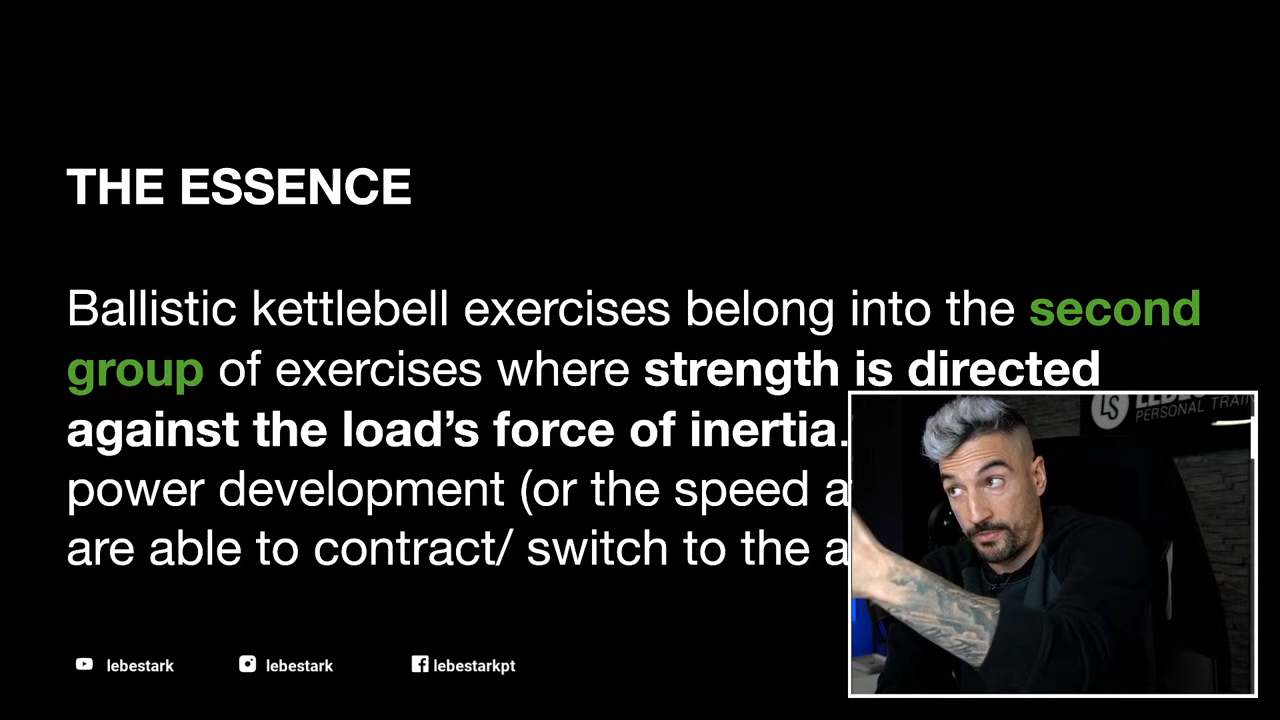 THE ESSENCE
Ballistic kettlebell exercises belong into the second
group of exercises where strength is directed
against the load’s force of inertia.
power development (or the speed
are able to contract/ switch to the
lebestark lebestark lebestarkpt
LS
PERSONAL